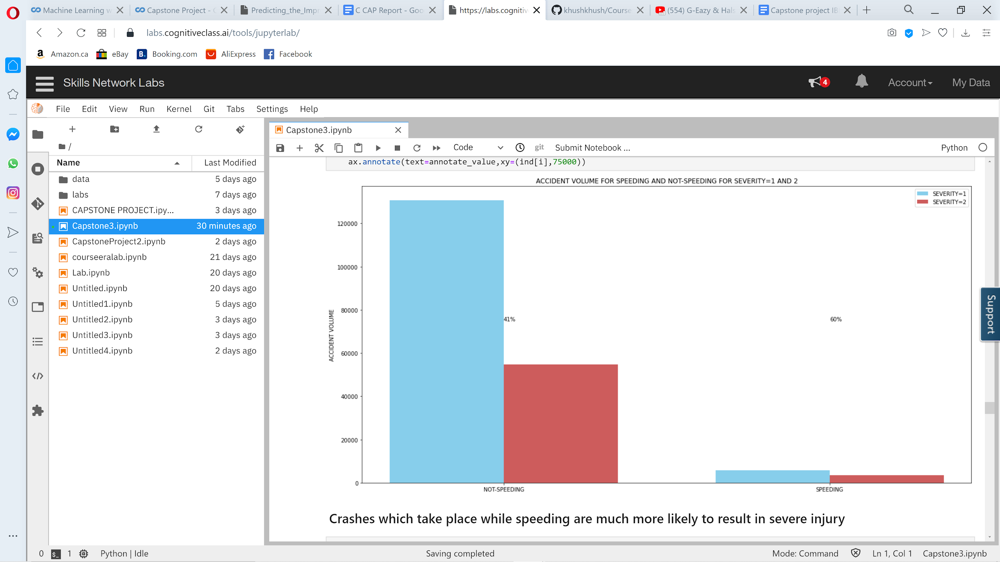 Machine Learning w
Capstone Project - C
Predicting_the_Impr
C CAP Report - Goo
https://labs.cognitiv
khushkhush/Course
(554) G-Eazy & Hals
Capstone project IB
labs.cognitiveclass.ai/tools/jupyterlab/
Amazon.ca
eBay
Booking.com
AliExpress
Facebook
Skills Network Labs
4
Account
My Data
File Edit View Run Kernel Git Tabs Settings Help
Capstone3.ipynb
/
Code
git
Submit Notebook ...
Python
Name Last Modified
data 5 days ago
labs 7 days ago
CAPSTONE PROJECT.ipy... 3 days ago
Capstone3.ipynb 30 minutes ago
CapstoneProject2.ipynb 2 days ago
courseeralab.ipynb 21 days ago
Lab.ipynb 20 days ago
Untitled.ipynb 20 days ago
Untitled1.ipynb 5 days ago
Untitled2.ipynb 3 days ago
Untitled3.ipynb 3 days ago
Untitled4.ipynb 2 days ago
ax.annotate(text=annotate_value,xy=(ind[i],75000))
ACCIDENT VOLUME FOR SPEEDING AND NOT-SPEEDING FOR SEVERITY=1 AND 2
SEVERITY=1
SEVERITY=2
120000
100000
80000
60000
40000
20000
0
ACCIDENT VOLUME
41%
60%
NOT-SPEEDING
SPEEDING
Crashes which take place while speeding are much more likely to result in severe injury
Support
0 $_ 1 Python | Idle
Saving completed
Mode: Command
Ln 1, Col 1
Capstone3.ipynb